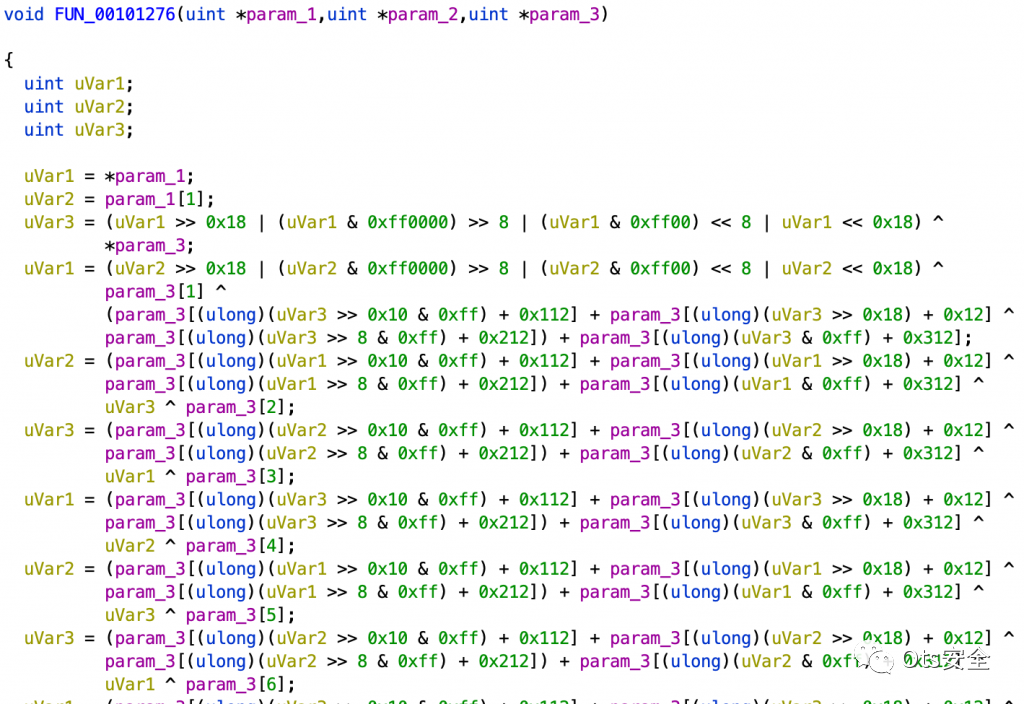 void FUN_00101276(uint *param_1,uint *param_2,uint *param_3)
{
uint uVar1;
uint uVar2;
uint uVar3;
uVar1 = *param_1;
uVar2 = param_1[1];
uVar3 = (uVar1 >> 0x18 | (uVar1 & 0xff0000) >> 8 | (uVar1 & 0xff00) << 8 | uVar1 << 0x18) ^
*param_3;
uVar1 = (uVar2 >> 0x18 | (uVar2 & 0xff0000) >> 8 | (uVar2 & 0xff00) << 8 | uVar2 << 0x18) ^
param_3[1] ^
(param_3[(ulong)(uVar3 >> 0x10 & 0xff) + 0x112] + param_3[(ulong)(uVar3 >> 0x18) + 0x12] ^
param_3[(ulong)(uVar3 >> 8 & 0xff) + 0x212]) + param_3[(ulong)(uVar3 & 0xff) + 0x312];
uVar2 = (param_3[(ulong)(uVar1 >> 0x10 & 0xff) + 0x112] + param_3[(ulong)(uVar1 >> 0x18) + 0x12] ^
param_3[(ulong)(uVar1 >> 8 & 0xff) + 0x212]) + param_3[(ulong)(uVar1 & 0xff) + 0x312] ^
uVar3 ^ param_3[2];
uVar3 = (param_3[(ulong)(uVar2 >> 0x10 & 0xff) + 0x112] + param_3[(ulong)(uVar2 >> 0x18) + 0x12] ^
param_3[(ulong)(uVar2 >> 8 & 0xff) + 0x212]) + param_3[(ulong)(uVar2 & 0xff) + 0x312] ^
uVar1 ^ param_3[3];
uVar1 = (param_3[(ulong)(uVar3 >> 0x10 & 0xff) + 0x112] + param_3[(ulong)(uVar3 >> 0x18) + 0x12] ^
param_3[(ulong)(uVar3 >> 8 & 0xff) + 0x212]) + param_3[(ulong)(uVar3 & 0xff) + 0x312] ^
uVar2 ^ param_3[4];
uVar2 = (param_3[(ulong)(uVar1 >> 0x10 & 0xff) + 0x112] + param_3[(ulong)(uVar1 >> 0x18) + 0x12] ^
param_3[(ulong)(uVar1 >> 8 & 0xff) + 0x212]) + param_3[(ulong)(uVar1 & 0xff) + 0x312] ^
uVar3 ^ param_3[5];
uVar3 = (param_3[(ulong)(uVar2 >> 0x10 & 0xff) + 0x112] + param_3[(ulong)(uVar2 >> 0x18) + 0x12] ^
param_3[(ulong)(uVar2 >> 8 & 0xff) + 0x212]) + param_3[(ulong)(uVar2 &
Ots安全
uVar1 ^ param_3[6];